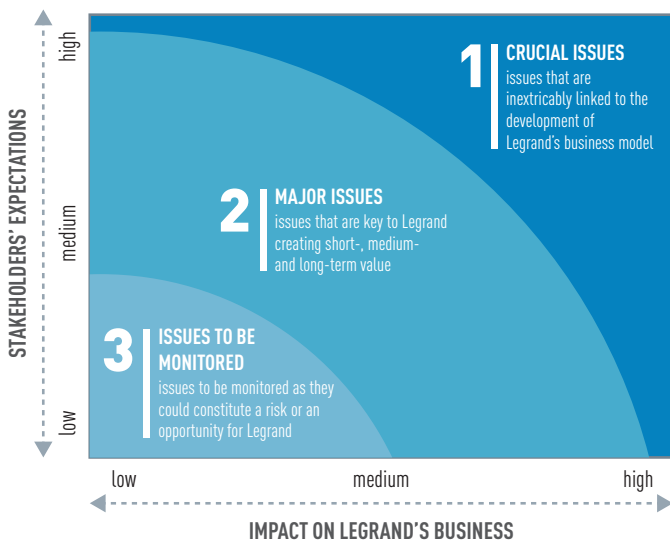 STAKEHOLDERS’ EXPECTATIONS
high
medium
low
1
CRUCIAL ISSUES
issues that are
inextricably linked to the
development of
Legrand’s business model
2
MAJOR ISSUES
issues that are key to Legrand
creating short-, medium-
and long-term value
3
ISSUES TO BE
MONITORED
issues to be monitored as they
could constitute a risk or an
opportunity for Legrand
low
medium
high
IMPACT ON LEGRAND’S BUSINESS